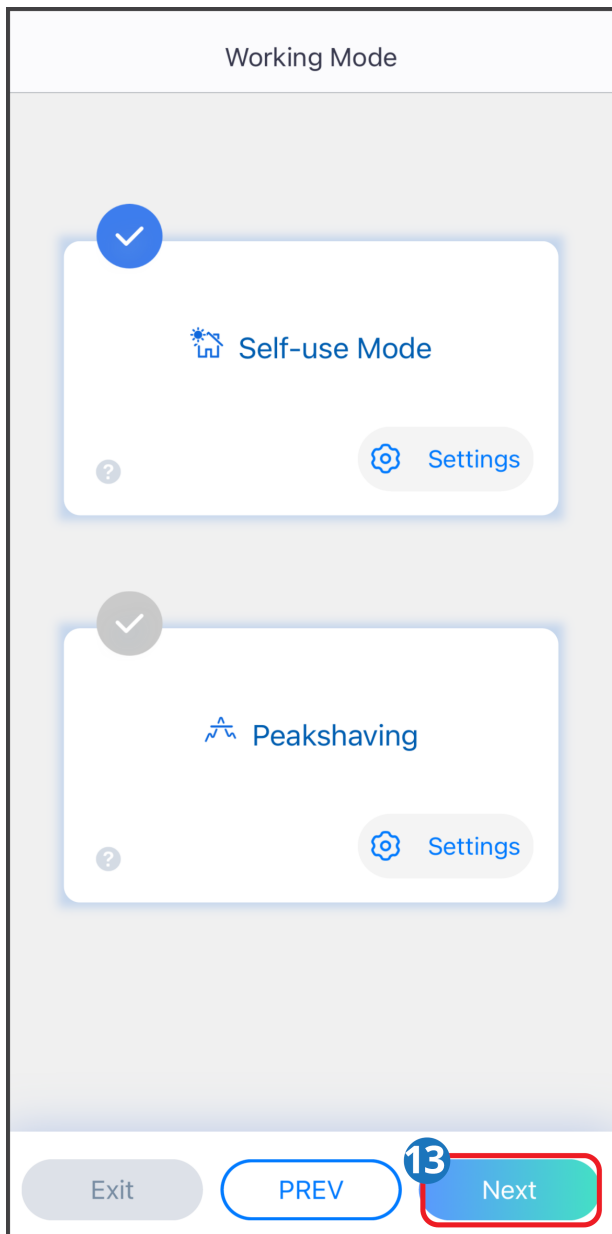 Working Mode
Self-use Mode
? Settings
Peakshaving
? Settings
13
Exit PREV Next